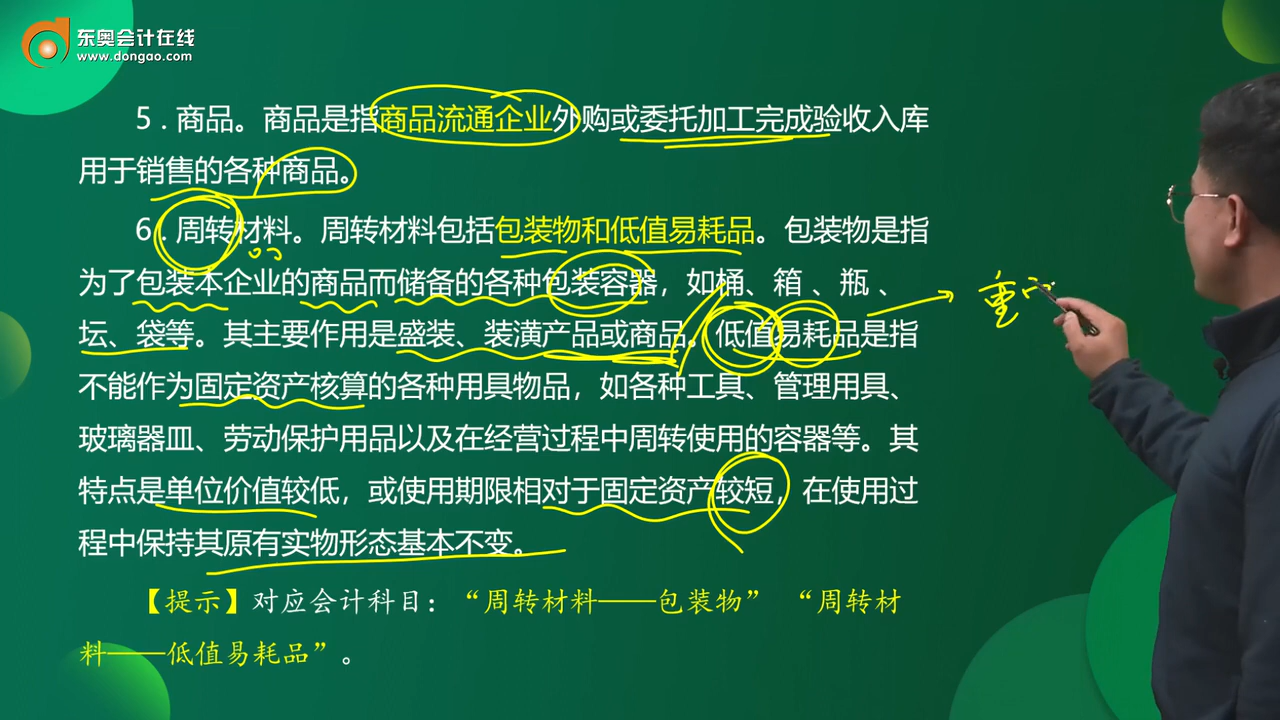 东奥会计在线
www.dongao.com
5．商品。商品是指商品流通企业外购或委托加工完成验收入库
用于销售的各种商品。
6．周转材料。周转材料包括包装物和低值易耗品。包装物是指
为了包装本企业的商品而储备的各种包装容器，如桶、箱、瓶、
坛、袋等。其主要作用是盛装、装潢产品或商品。低值易耗品是指
不能作为固定资产核算的各种用具物品，如各种工具、管理用具、
玻璃器皿、劳动保护用品以及在经营过程中周转使用的容器等。其
特点是单位价值较低，或使用期限相对于固定资产较短，在使用过
程中保持其原有实物形态基本不变。
【提示】对应会计科目：“周转材料——包装物” “周转材
料——低值易耗品”。
重